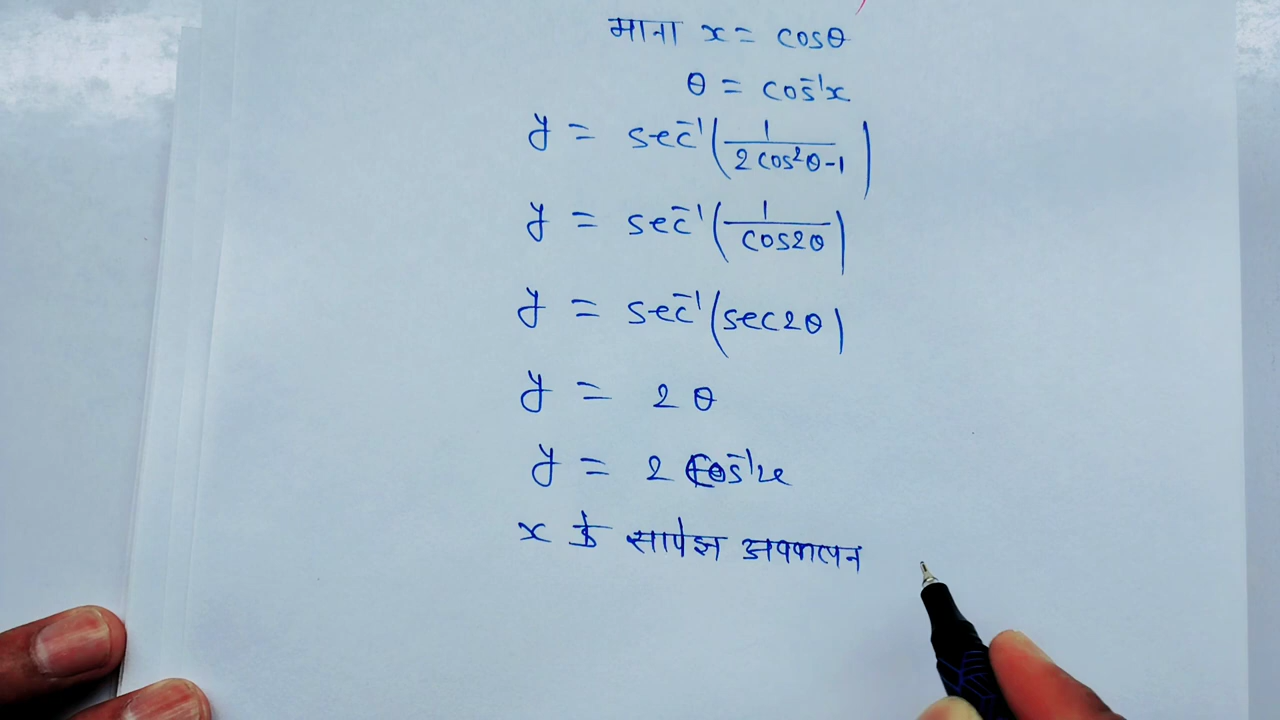 माना x = cosθ
θ = cos⁻¹x
y = sec⁻¹(1/(2cos²θ-1))
y = sec⁻¹(1/cos2θ)
y = sec⁻¹(sec2θ)
y = 2θ
y = 2cos⁻¹x
x के सापेक्ष अवकलन